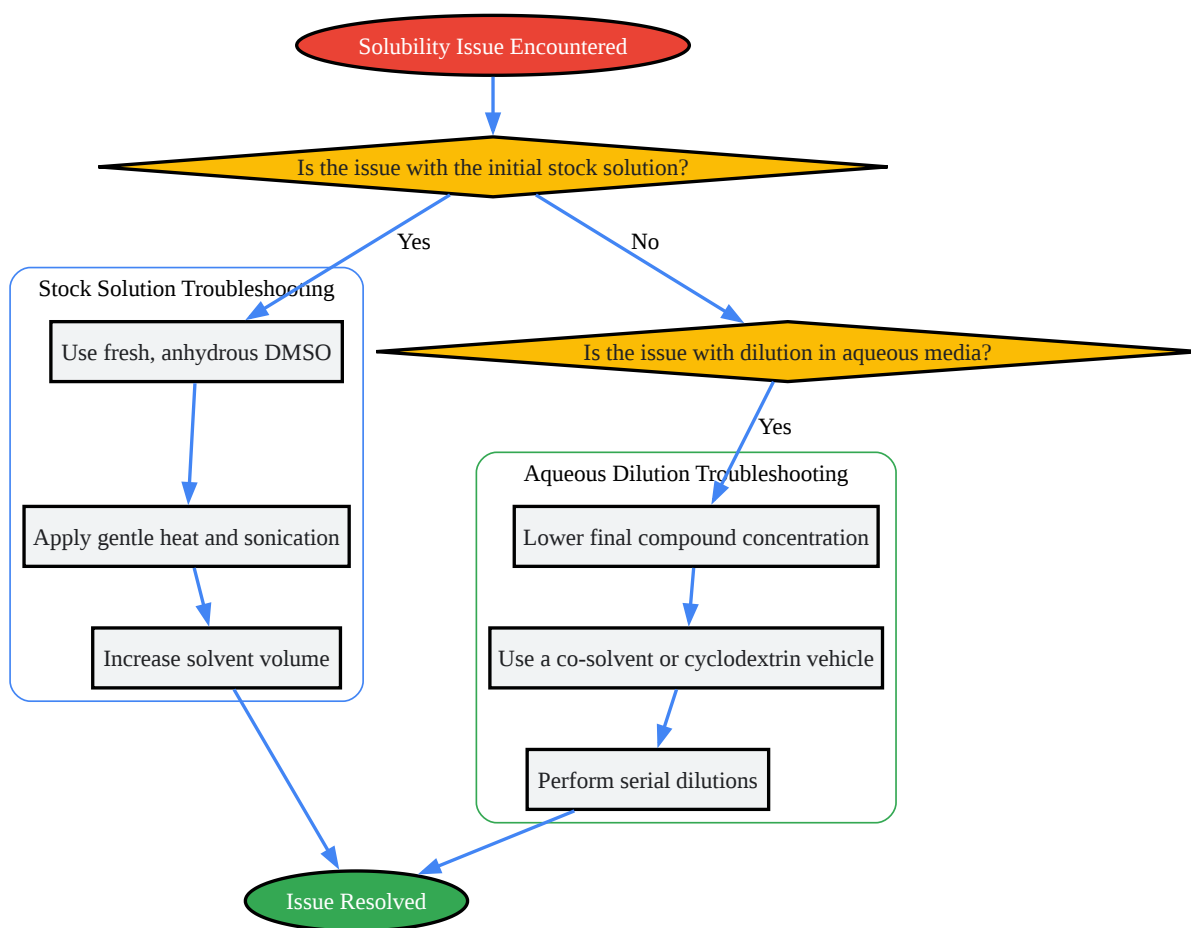 Solubility Issue Encountered
Is the issue with the initial stock solution?
Yes
No
Stock Solution Troubleshooting
Use fresh, anhydrous DMSO
Apply gentle heat and sonication
Increase solvent volume
Is the issue with dilution in aqueous media?
Yes
Aqueous Dilution Troubleshooting
Lower final compound concentration
Use a co-solvent or cyclodextrin vehicle
Perform serial dilutions
Issue Resolved